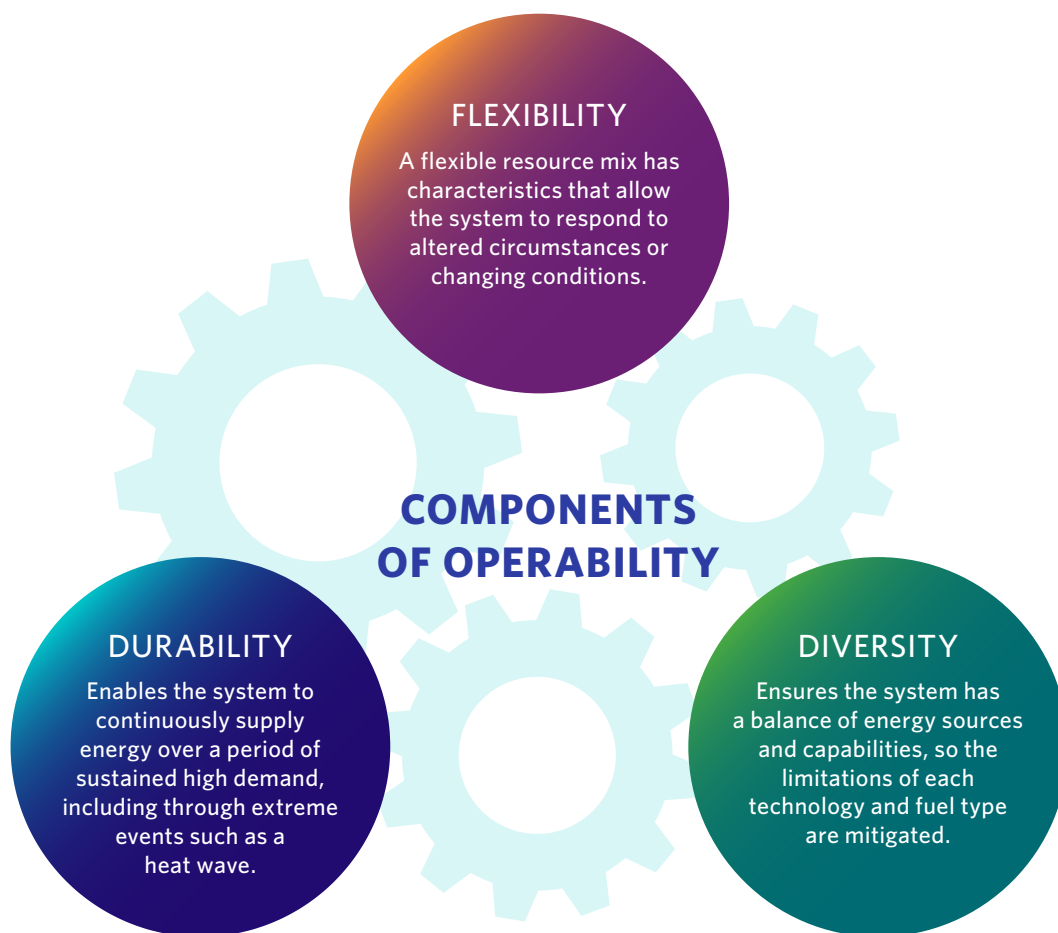 FLEXIBILITY
A flexible resource mix has
characteristics that allow
the system to respond to
altered circumstances or
changing conditions.
COMPONENTS
OF OPERABILITY
DURABILITY
Enables the system to
continuously supply
energy over a period of
sustained high demand,
including through extreme
events such as a
heat wave.
DIVERSITY
Ensures the system has
a balance of energy sources
and capabilities, so the
limitations of each
technology and fuel type
are mitigated.